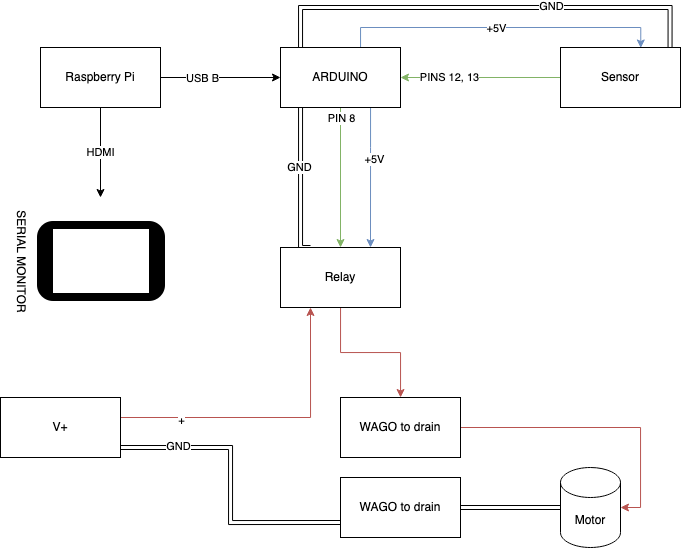 GND
+5V
Raspberry Pi
USB B
ARDUINO
PINS 12, 13
Sensor
PIN 8
HDMI
GND
+5V
SERIAL MONITOR
Relay
V+
+
WAGO to drain
GND
WAGO to drain
Motor